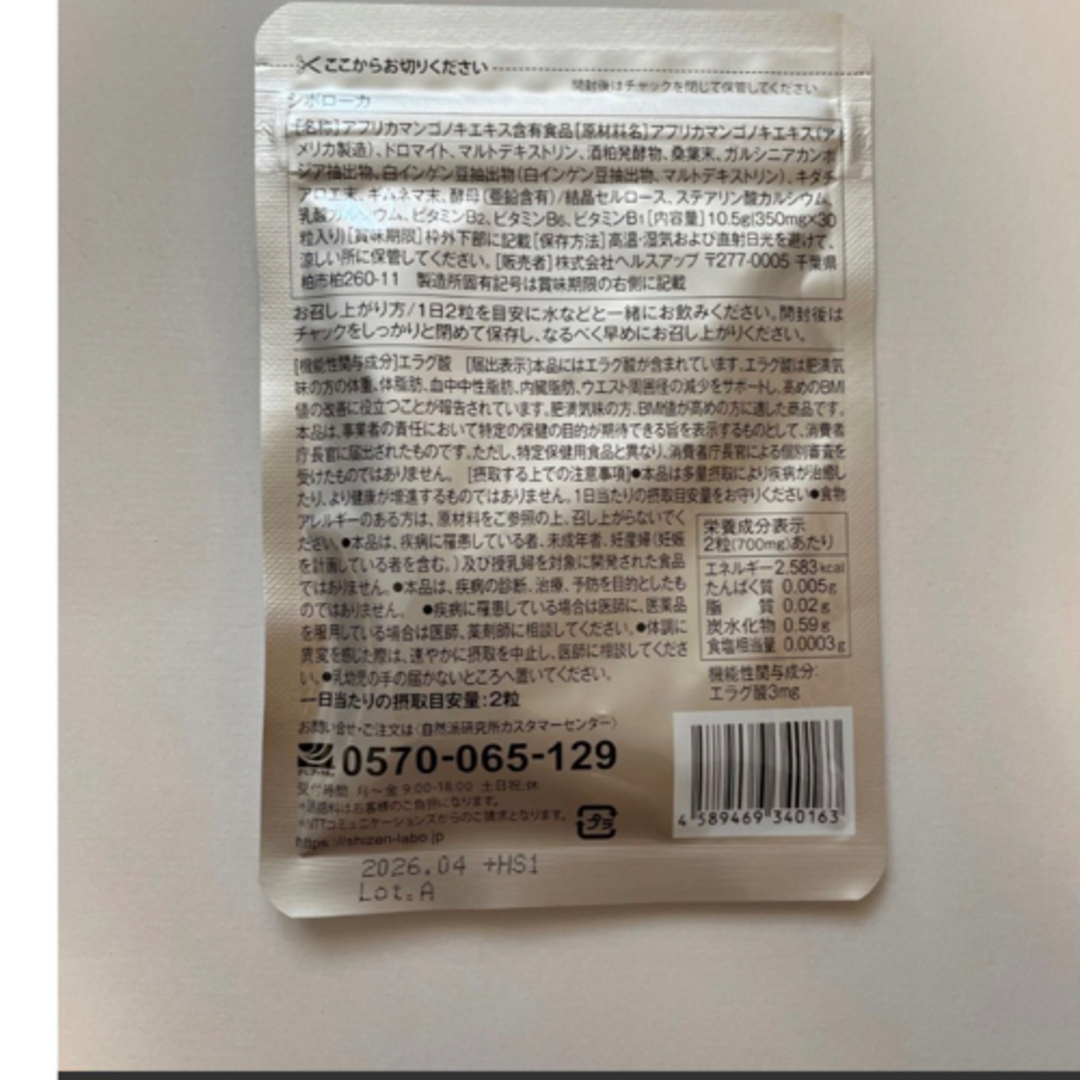 ここからお切りください
開封後はチャックを閉じて保管してください。
シボローカ
[名称]アフリカマンゴノキエキス含有食品[原材料名]アフリカマンゴノキエキス(ア
メリカ製造)、ドロマイト、マルトデキストリン、酒粕発酵物、桑葉末、ガルシニアカンボ
ジア抽出物、白インゲン豆抽出物(白インゲン豆抽出物、マルトデキストリン)、キダチ
アロエ末、ギムネマ末、酵母(亜鉛含有)/結晶セルロース、ステアリン酸カルシウム、
乳酸カルシウム、ビタミンB2、ビタミンB6、ビタミンB1[内容量]10.5g(350mg×30
粒入り)[賞味期限]枠外下部に記載[保存方法]高温・湿気および直射日光を避けて、
涼しい所に保管してください。[販売者]株式会社ヘルスアップ 〒277-0005 千葉県
柏市柏260-11 製造所固有記号は賞味期限の右側に記載
お召し上がり方/1日2粒を目安に水などと一緒にお飲みください。開封後は
チャックをしっかりと閉めて保存し、なるべく早めにお召し上がりください。
[機能性関与成分]エラグ酸 [届出表示]本品にはエラグ酸が含まれています。エラグ酸は肥満気
味の方の体重、体脂肪、血中中性脂肪、内臓脂肪、ウエスト周囲径の減少をサポートし、高めのBMI
値の改善に役立つことが報告されています。肥満気味の方、BMI値が高めの方に適した商品です。
本品は、事業者の責任において特定の保健の目的が期待できる旨を表示するものとして、消費者
庁長官に届出されたものです。ただし、特定保健用食品と異なり、消費者庁長官による個別審査を
受けたものではありません。 [摂取する上での注意事項]●本品は多量摂取により疾病が治癒し
たり、より健康が増進するものではありません。1日当たりの摂取目安量をお守りください●食物
アレルギーのある方は、原材料をご参照の上、召し上がらないでく
ださい。●本品は、疾病に罹患している者、未成年者、妊産婦(妊娠
を計画している者を含む。)及び授乳婦を対象に開発された食品
ではありません。●本品は、疾病の診断、治療、予防を目的としたも
のではありません。 ●疾病に罹患している場合は医師に、医薬品
を服用している場合は医師、薬剤師に相談してください。●体調に
異変を感じた際は、速やかに摂取を中止し、医師に相談してくださ
い。●乳幼児の手の届かないところへ置いてください。
一日当たりの摂取目安量:2粒
栄養成分表示
2粒(700mg)あたり
エネルギー 2.583kcal
たんぱく質 0.005g
脂 質 0.02g
炭水化物 0.59g
食塩相当量 0.0003g
機能性関与成分:
エラグ酸3mg
お問い合せ・ご注文は〈自然派研究所カスタマーセンター〉
0570-065-129
受付時間 月〜金 9:00-18:00 土日祝:休
*通話料はお客様のご負担になります。
*NTTコミュニケーションズからのご請求となります。
https://shizen-labo.jp
プラ
4 589469 340163
2026.04 +HS1
Lot.A